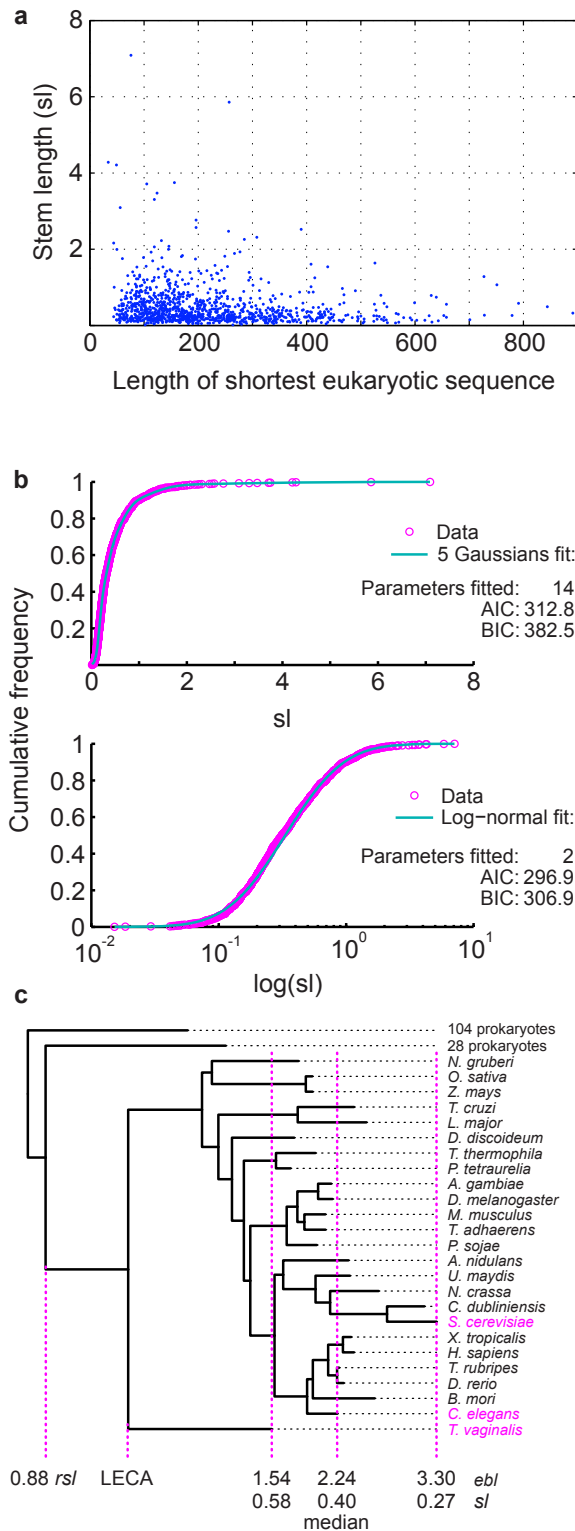 a
8
6
4
2
Stem length (sl)
0 200 400 600 800
Length of shortest eukaryotic sequence
b
1
0.8
0.6
0.4
0.2
0 2 4 6 8
sl
Data
5 Gaussians fit:
Parameters fitted: 14
AIC: 312.8
BIC: 382.5
Cumulative frequency
1
0.8
0.6
0.4
0.2
0
10-2 10-1 100 101
log(sl)
Data
Log-normal fit:
Parameters fitted: 2
AIC: 296.9
BIC: 306.9
c
104 prokaryotes
28 prokaryotes
N. gruberi
O. sativa
Z. mays
T. cruzi
L. major
D. discoideum
T. thermophila
P. tetraurelia
A. gambiae
D. melanogaster
M. musculus
T. adhaerens
P. sojae
A. nidulans
U. maydis
N. crassa
C. dubliniensis
S. cerevisiae
X. tropicalis
H. sapiens
T. rubripes
D. rerio
B. mori
C. elegans
T. vaginalis
0.88 rsl LECA 1.54 2.24 3.30 ebl
0.58 0.40 0.27 sl
median